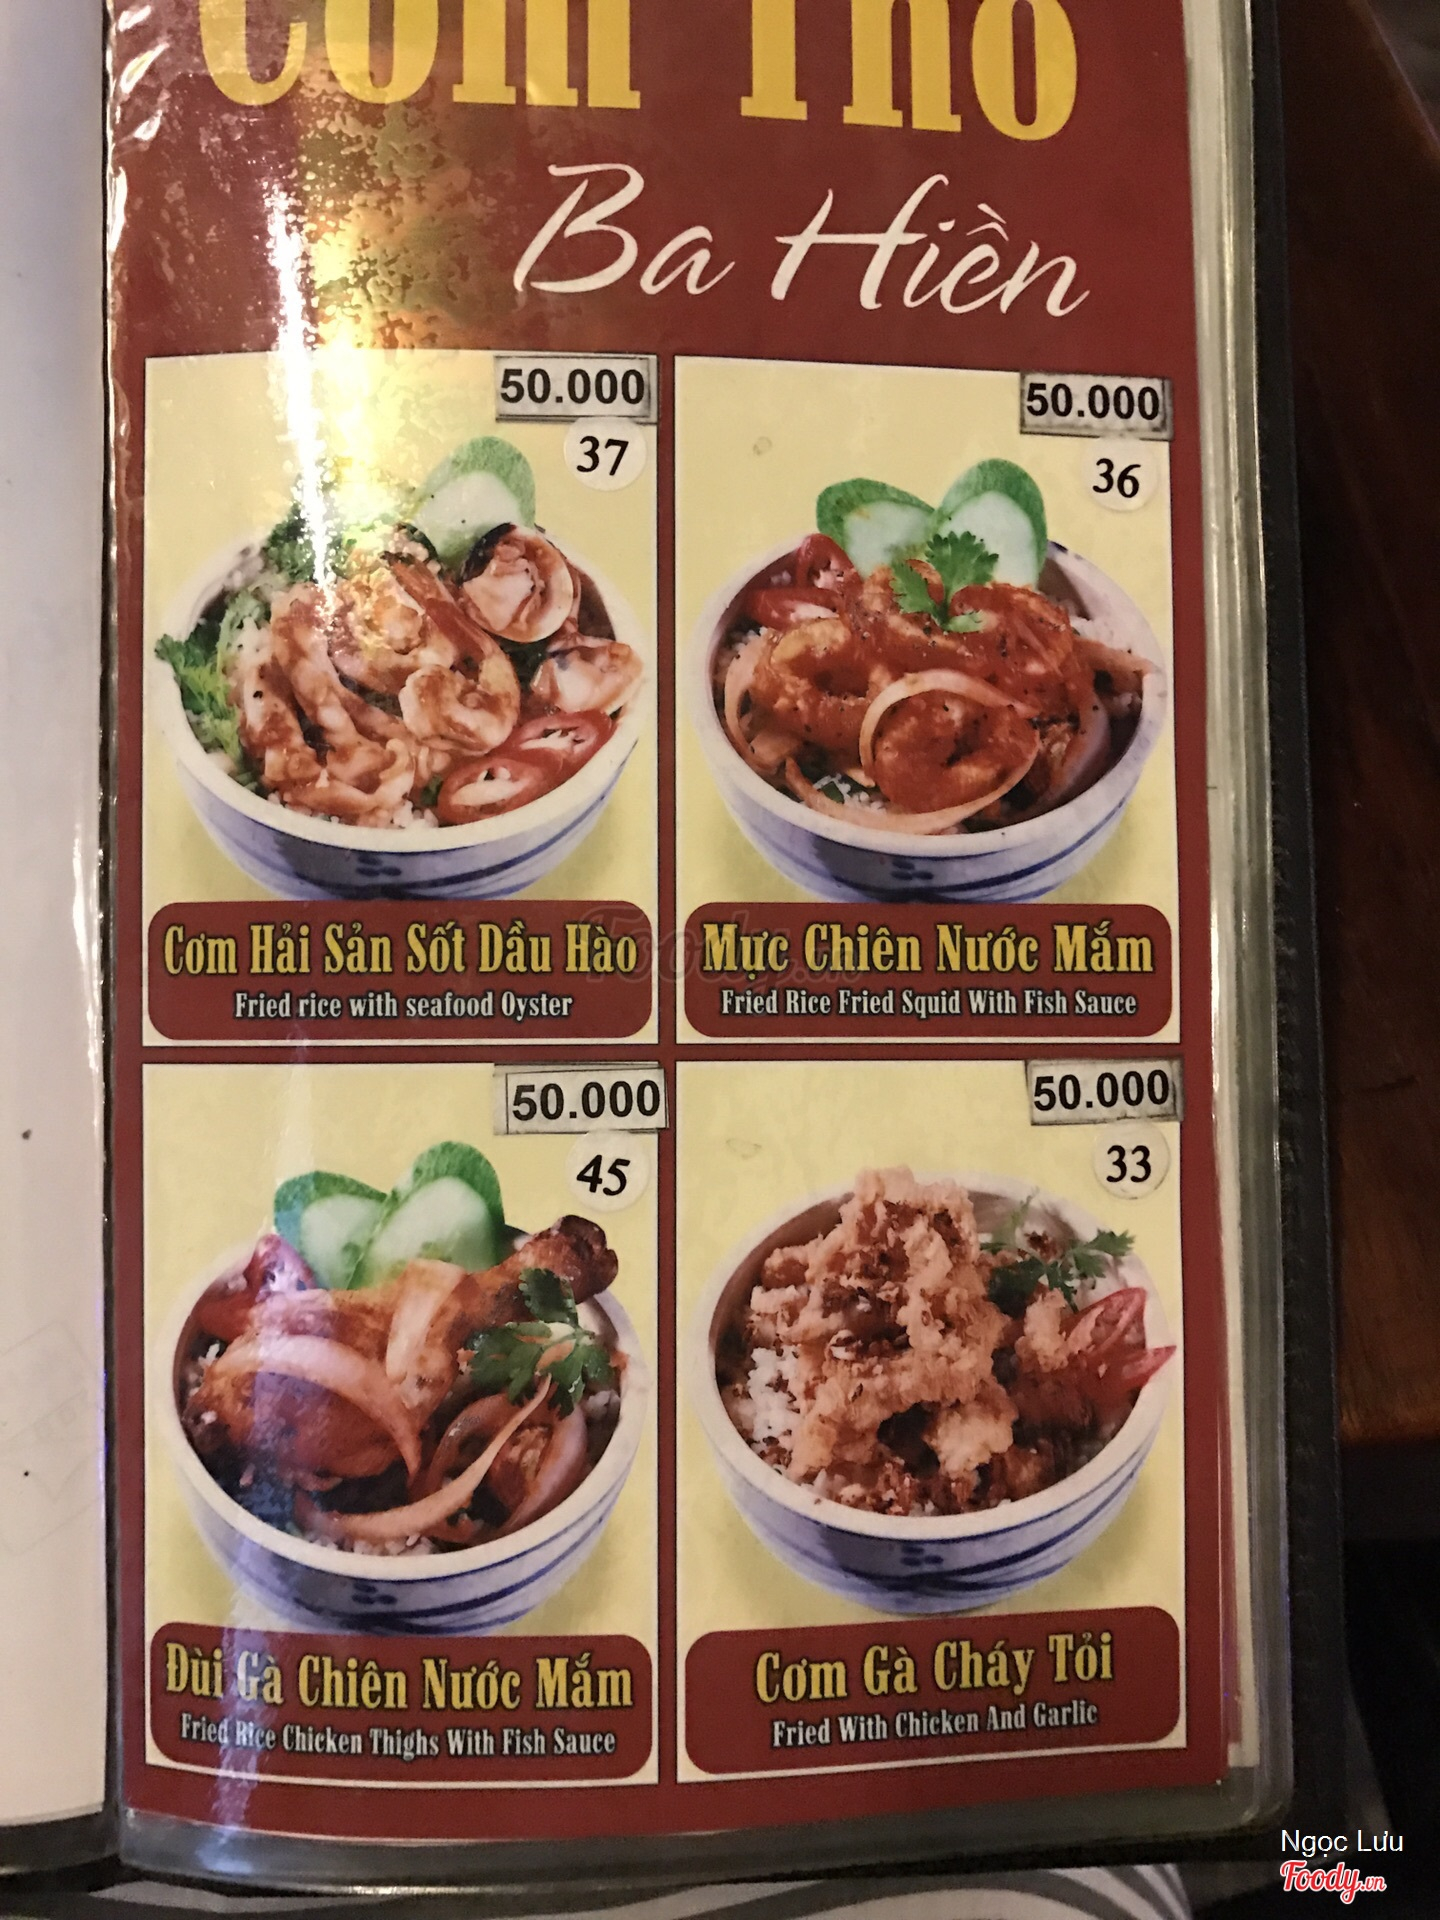 Cơm Thố
Ba Hiền
50.000
37
50.000
36
Cơm Hải Sản Sốt Dầu Hào
Fried rice with seafood Oyster
Mực Chiên Nước Mắm
Fried Rice Fried Squid With Fish Sauce
50.000
45
50.000
33
Đùi Gà Chiên Nước Mắm
Fried Rice Chicken Thighs With Fish Sauce
Cơm Gà Cháy Tỏi
Fried With Chicken And Garlic
Foody.vn
Ngọc Lưu
Foody.vn